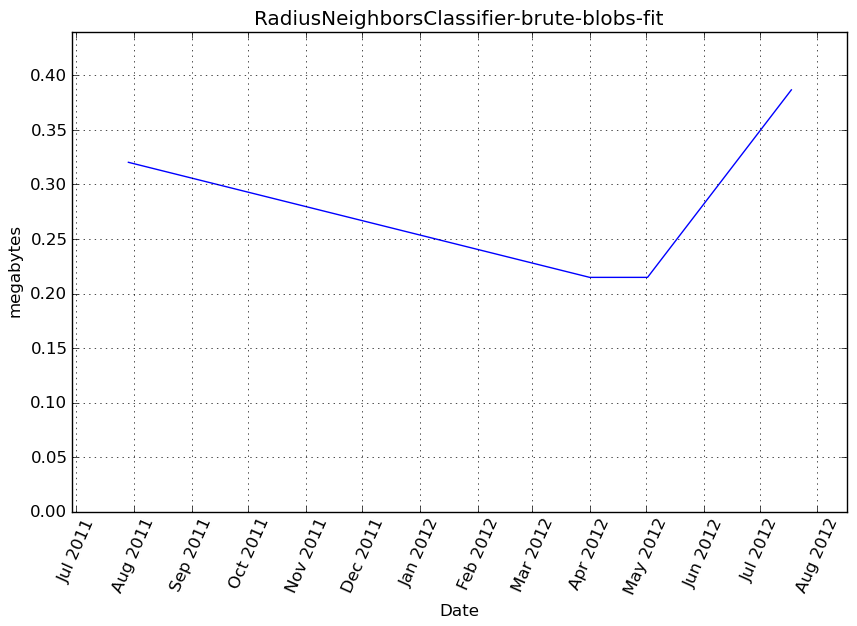 RadiusNeighborsClassifier-brute-blobs-fit
megabytes
0.40
0.35
0.30
0.25
0.20
0.15
0.10
0.05
0.00
Jul 2011
Aug 2011
Sep 2011
Oct 2011
Nov 2011
Dec 2011
Jan 2012
Feb 2012
Mar 2012
Apr 2012
May 2012
Jun 2012
Jul 2012
Aug 2012
Date